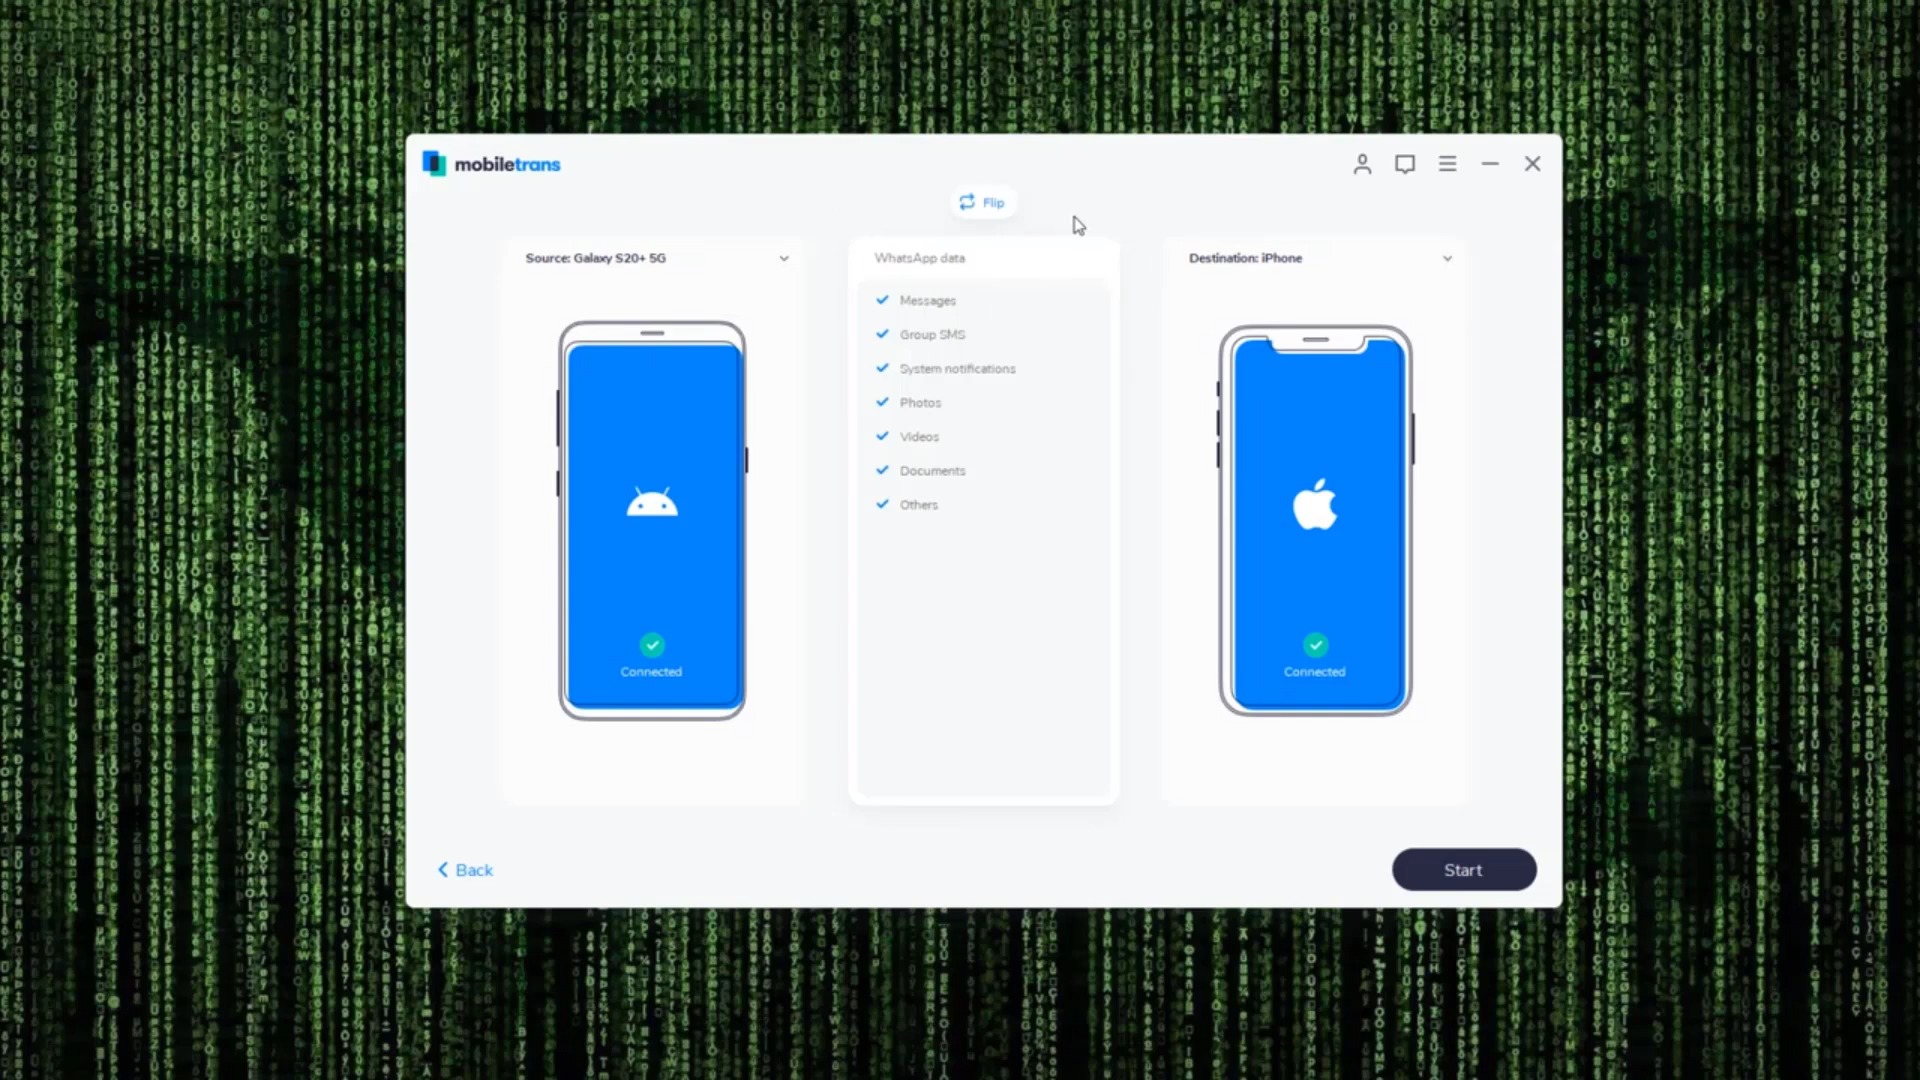 mobiletrans
Flip
Source: Galaxy S20+ 5G
WhatsApp data
Destination: iPhone
Messages
Group SMS
System notifications
Photos
Videos
Documents
Others
Connected
Connected
Back
Start